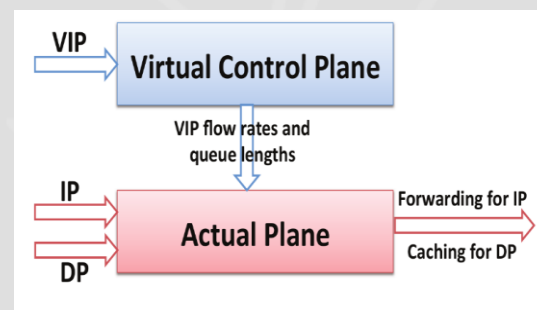 VIP
Virtual Control Plane
VIP flow rates and
queue lengths
IP
DP
Actual Plane
Forwarding for IP
Caching for DP